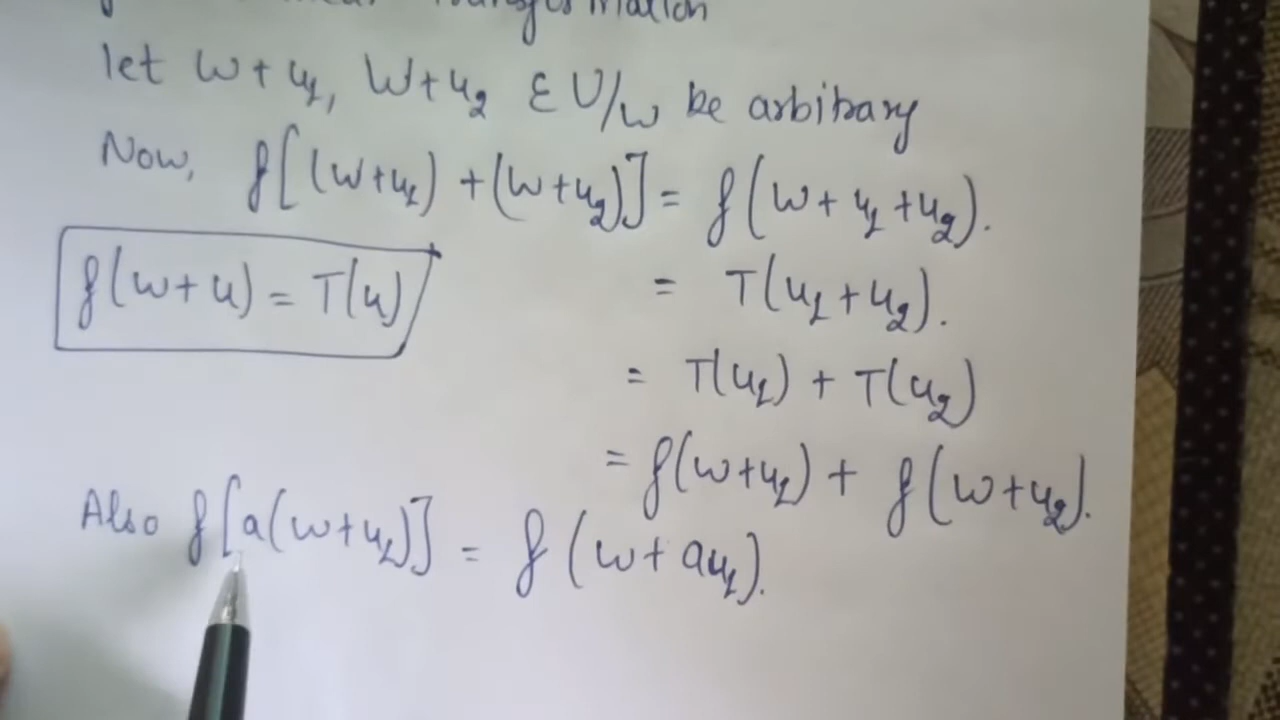 Transformation
let W+u₁, W+u₂ ε U/W be arbitrary
Now, f[(W+u₁)+(W+u₂)] = f(W+u₁+u₂).
f(W+u) = T(u)
= T(u₁+u₂).
= T(u₁) + T(u₂)
= f(W+u₁) + f(W+u₂).
Also f[a(W+u₁)] = f(W+au₁).